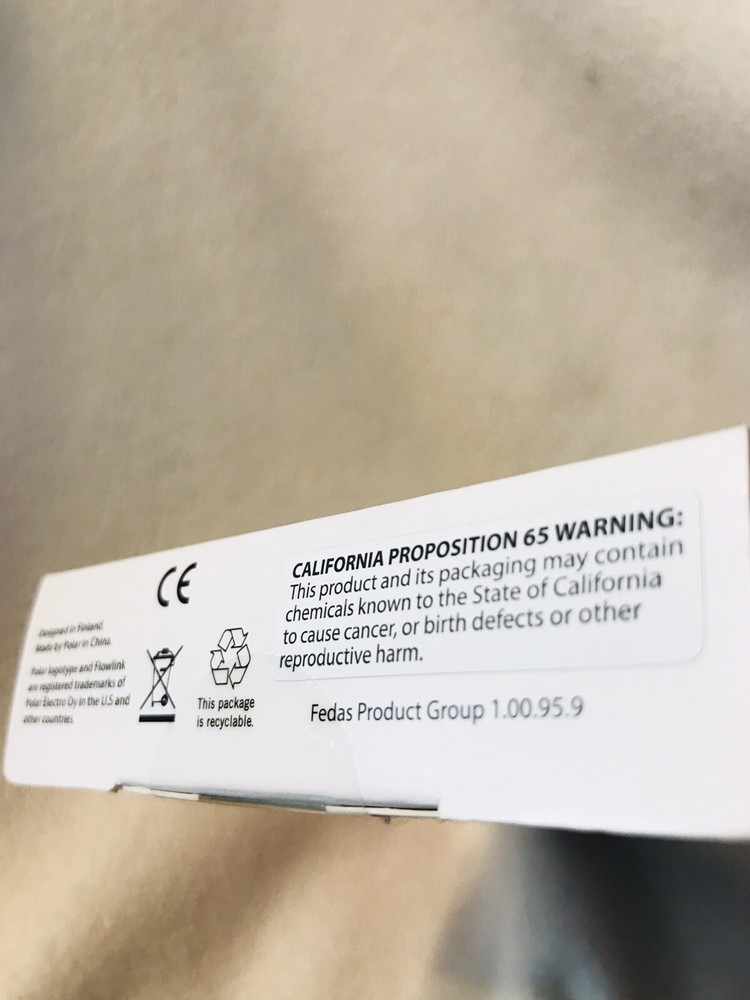 CALIFORNIA PROPOSITION 65 WARNING:
This product and its packaging may contain
chemicals known to the State of California
to cause cancer, or birth defects or other
reproductive harm.
Fedas Product Group 1.00.95.9
CE
This package
is recyclable.
Designed in Finland.
Made by Polar in China.
Polar logotype and Flowlink
are registered trademarks of
Polar Electro Oy in the U.S and
other countries.